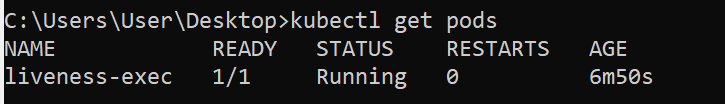 C:\Users\User\Desktop>kubectl get pods
NAME READY STATUS RESTARTS AGE
liveness-exec 1/1 Running 0 6m50s